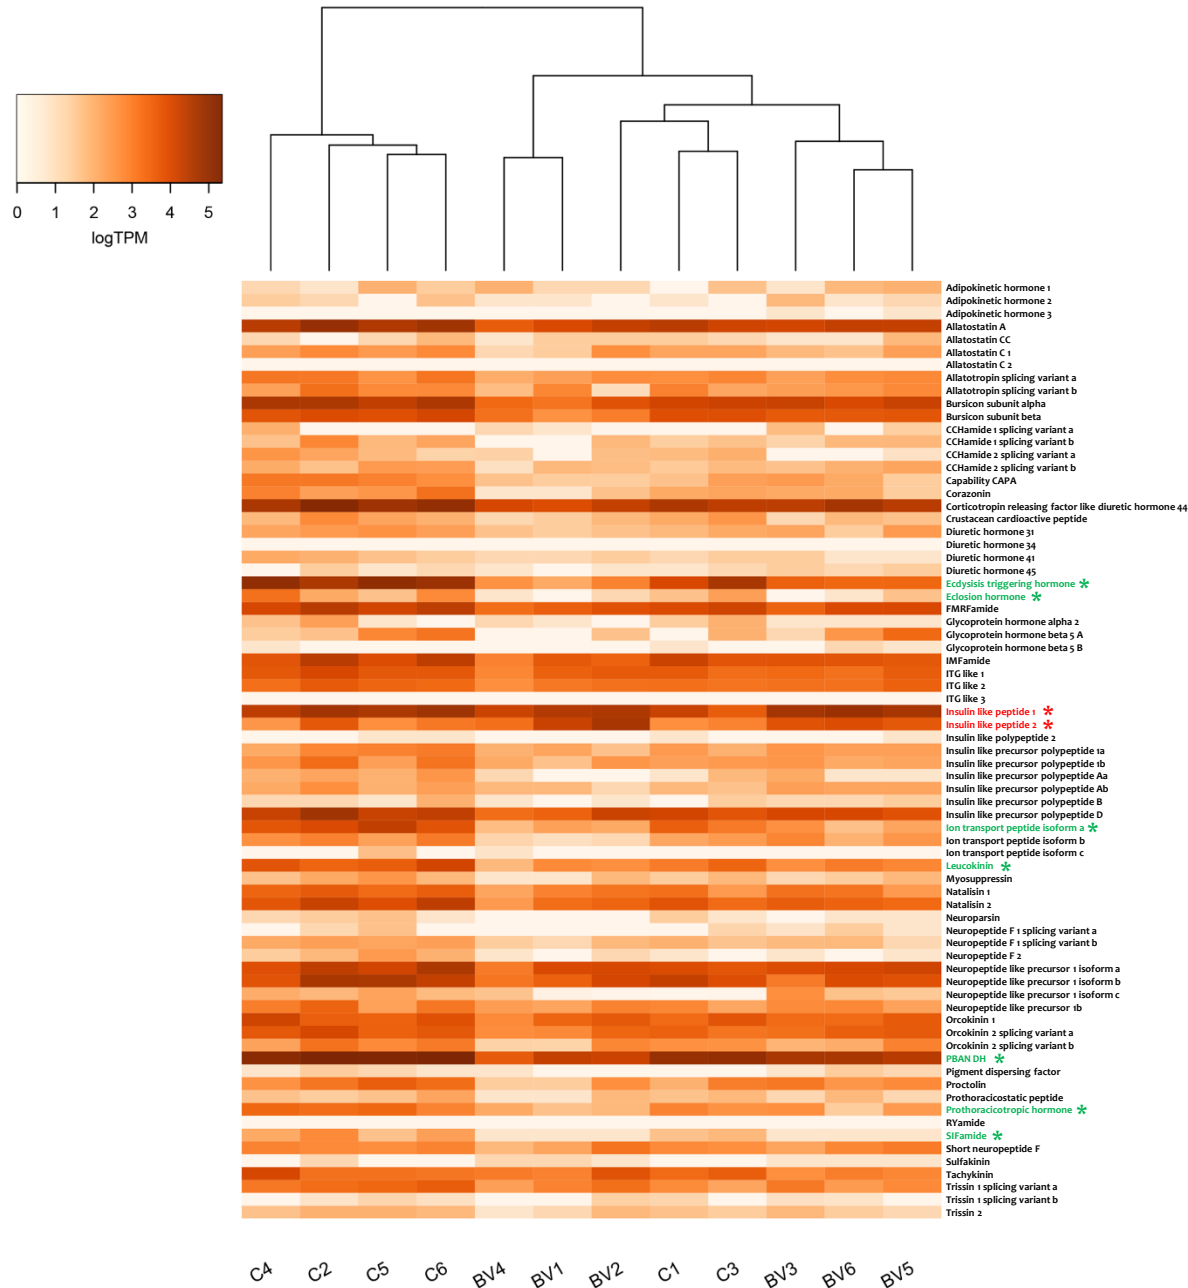 0 1 2 3 4 5
logTPM
Adipokinetic hormone 1
Adipokinetic hormone 2
Adipokinetic hormone 3
Allatostatin A
Allatostatin CC
Allatostatin C 1
Allatostatin C 2
Allatotropin splicing variant a
Allatotropin splicing variant b
Bursicon subunit alpha
Bursicon subunit beta
CCHamide 1 splicing variant a
CCHamide 1 splicing variant b
CCHamide 2 splicing variant a
CCHamide 2 splicing variant b
Capability CAPA
Corazonin
Corticotropin releasing factor like diuretic hormone 44
Crustacean cardioactive peptide
Diuretic hormone 31
Diuretic hormone 34
Diuretic hormone 41
Diuretic hormone 45
Ecdysisis triggering hormone *
Eclosion hormone *
FMRFamide
Glycoprotein hormone alpha 2
Glycoprotein hormone beta 5 A
Glycoprotein hormone beta 5 B
IMFamide
ITG like 1
ITG like 2
ITG like 3
Insulin like peptide 1 *
Insulin like peptide 2 *
Insulin like polypeptide 2
Insulin like precursor polypeptide 1a
Insulin like precursor polypeptide 1b
Insulin like precursor polypeptide Aa
Insulin like precursor polypeptide Ab
Insulin like precursor polypeptide B
Insulin like precursor polypeptide D
Ion transport peptide isoform a *
Ion transport peptide isoform b
Ion transport peptide isoform c
Leucokinin *
Myosuppressin
Natalisin 1
Natalisin 2
Neuroparsin
Neuropeptide F 1 splicing variant a
Neuropeptide F 1 splicing variant b
Neuropeptide F 2
Neuropeptide like precursor 1 isoform a
Neuropeptide like precursor 1 isoform b
Neuropeptide like precursor 1 isoform c
Neuropeptide like precursor 1b
Orcokinin 1
Orcokinin 2 splicing variant a
Orcokinin 2 splicing variant b
PBAN DH *
Pigment dispersing factor
Proctolin
Prothoracicostatic peptide
Prothoracicotropic hormone *
RYamide
SIFamide *
Short neuropeptide F
Sulfakinin
Tachykinin
Trissin 1 splicing variant a
Trissin 1 splicing variant b
Trissin 2
C4 C2 C5 C6 BV4 BV1 BV2 C1 C3 BV3 BV6 BV5